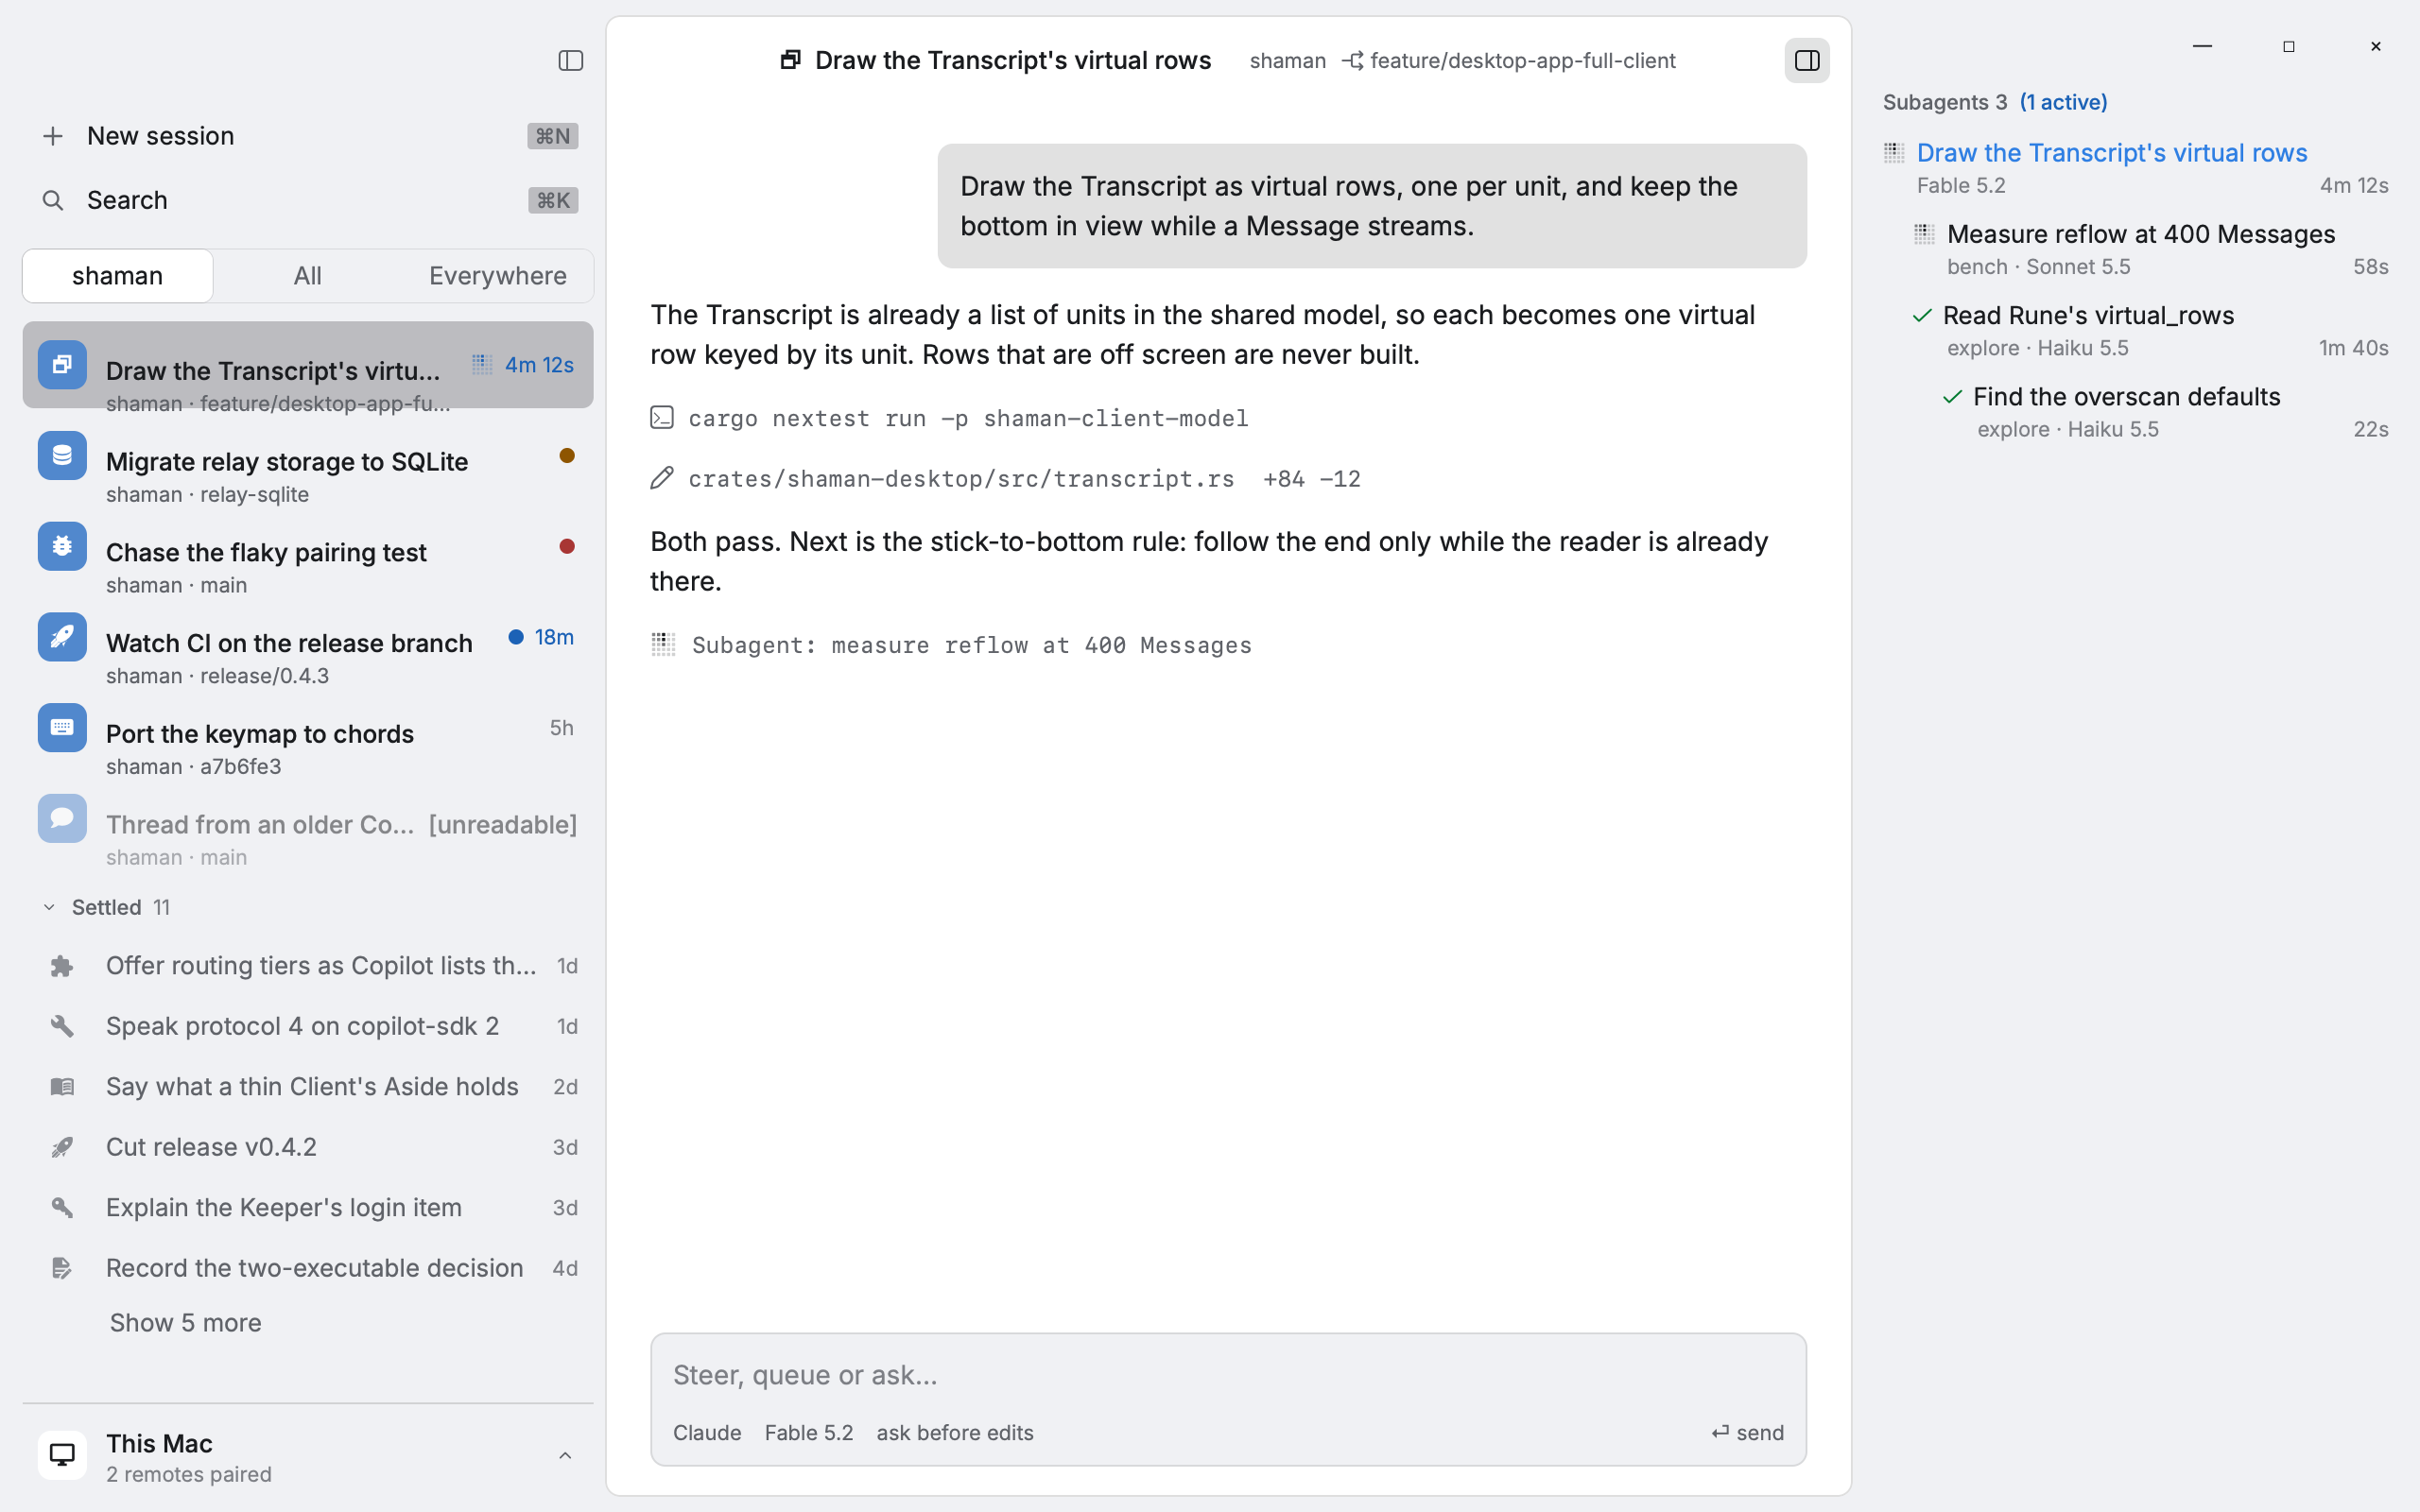 New session ⌘N
Search ⌘K
shaman All Everywhere
Draw the Transcript's virtu... 4m 12s
shaman · feature/desktop-app-fu...
Migrate relay storage to SQLite
shaman · relay-sqlite
Chase the flaky pairing test
shaman · main
Watch CI on the release branch 18m
shaman · release/0.4.3
Port the keymap to chords 5h
shaman · a7b6fe3
Thread from an older Co... [unreadable]
shaman · main
Settled 11
Offer routing tiers as Copilot lists th... 1d
Speak protocol 4 on copilot-sdk 2 1d
Say what a thin Client's Aside holds 2d
Cut release v0.4.2 3d
Explain the Keeper's login item 3d
Record the two-executable decision 4d
Show 5 more
This Mac
2 remotes paired
Draw the Transcript's virtual rows shaman feature/desktop-app-full-client
Draw the Transcript as virtual rows, one per unit, and keep the
bottom in view while a Message streams.
The Transcript is already a list of units in the shared model, so each becomes one virtual
row keyed by its unit. Rows that are off screen are never built.
cargo nextest run -p shaman-client-model
crates/shaman-desktop/src/transcript.rs +84 −12
Both pass. Next is the stick-to-bottom rule: follow the end only while the reader is already
there.
Subagent: measure reflow at 400 Messages
Steer, queue or ask...
Claude Fable 5.2 ask before edits ⏎ send
Subagents 3 (1 active)
Draw the Transcript's virtual rows
Fable 5.2 4m 12s
Measure reflow at 400 Messages
bench · Sonnet 5.5 58s
Read Rune's virtual_rows
explore · Haiku 5.5 1m 40s
Find the overscan defaults
explore · Haiku 5.5 22s